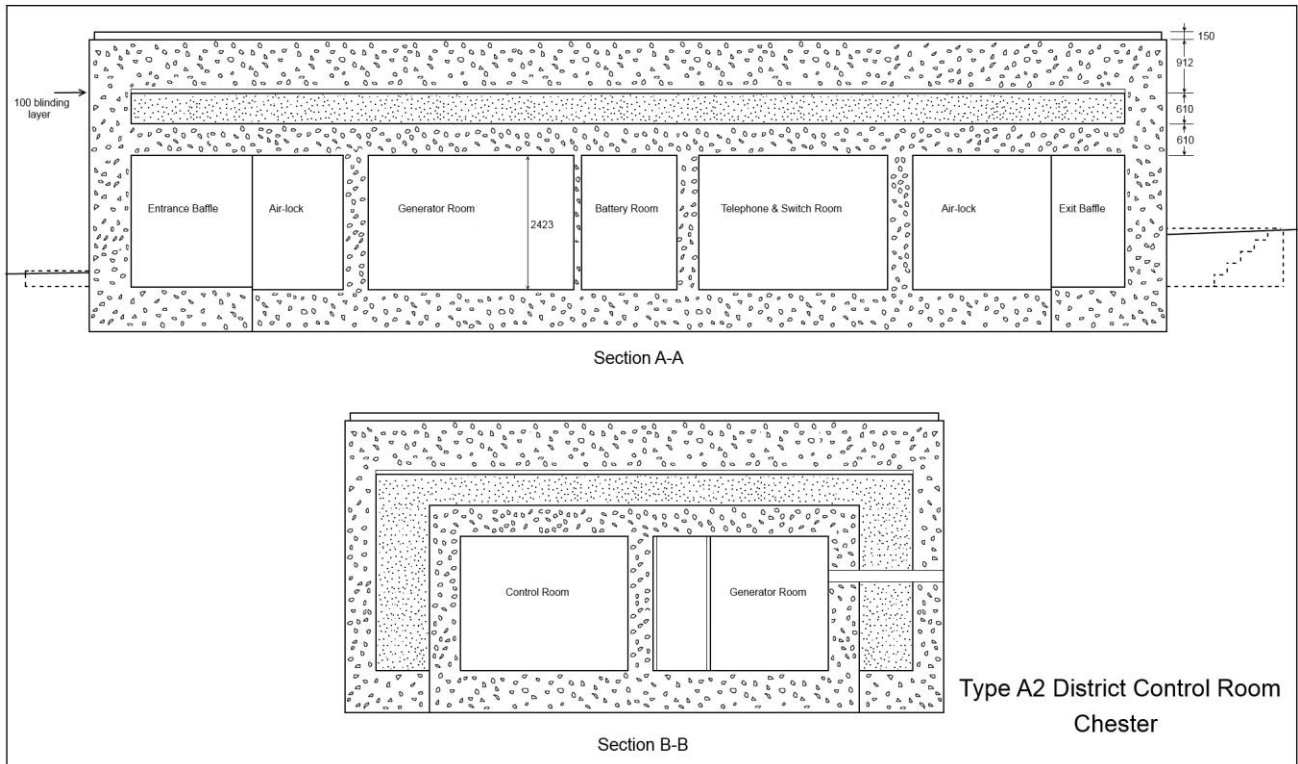 150
912
100 blinding
layer
610
610
Entrance Baffle
Air-lock
Generator Room
2423
Battery Room
Telephone & Switch Room
Air-lock
Exit Baffle
Section A-A
Control Room
Generator Room
Type A2 District Control Room
Chester
Section B-B